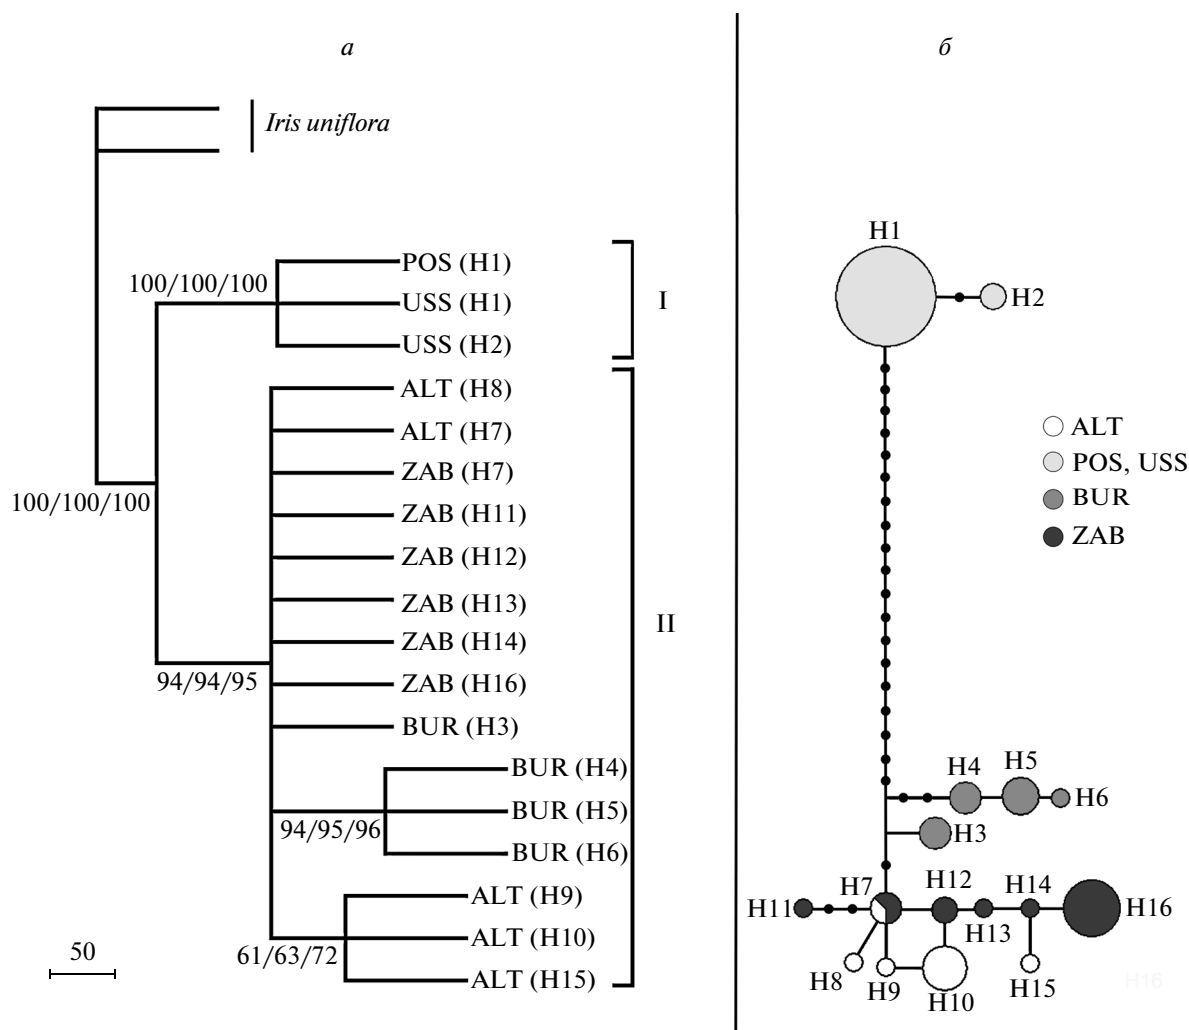 а
Iris uniflora
100/100/100
POS (H1)
USS (H1)
USS (H2)
I
ALT (H8)
ALT (H7)
ZAB (H7)
100/100/100
ZAB (H11)
ZAB (H12)
ZAB (H13)
II
ZAB (H14)
94/94/95
ZAB (H16)
BUR (H3)
BUR (H4)
BUR (H5)
94/95/96
BUR (H6)
ALT (H9)
ALT (H10)
61/63/72
ALT (H15)
50
б
H1
H2
ALT
POS, USS
BUR
ZAB
H4
H5
H6
H3
H7
H12
H14
H11
H16
H13
H8
H9
H10
H15
H16